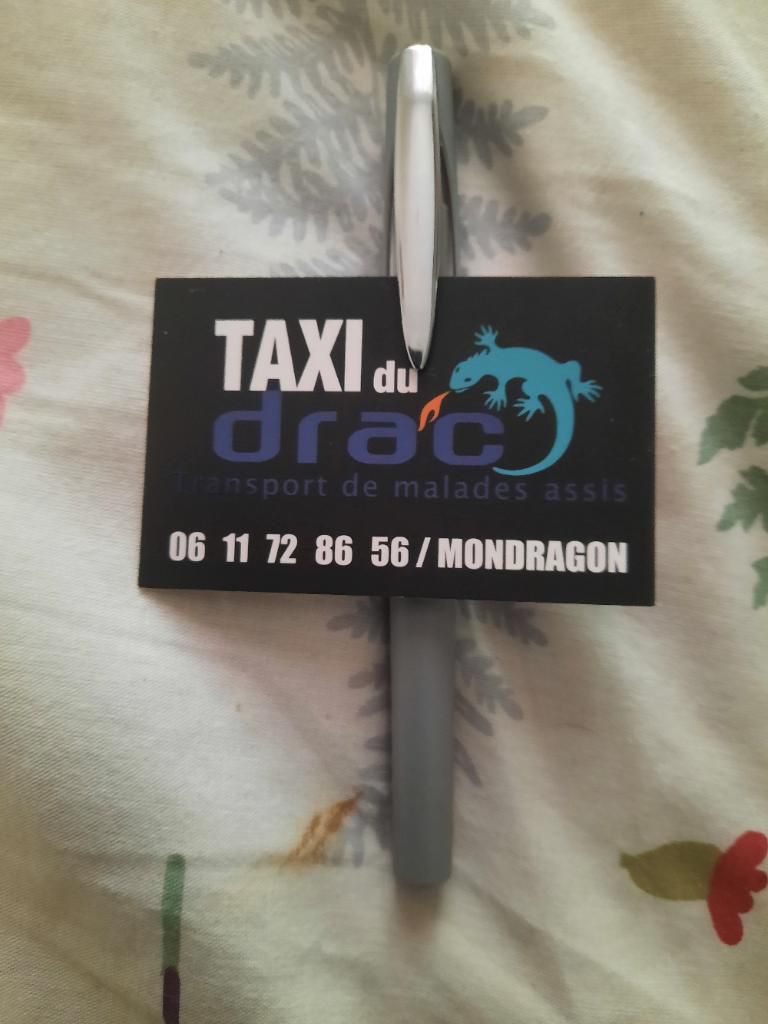 TAXI du
drac
Transport de malades assis
06 11 72 86 56 / MONDRAGON